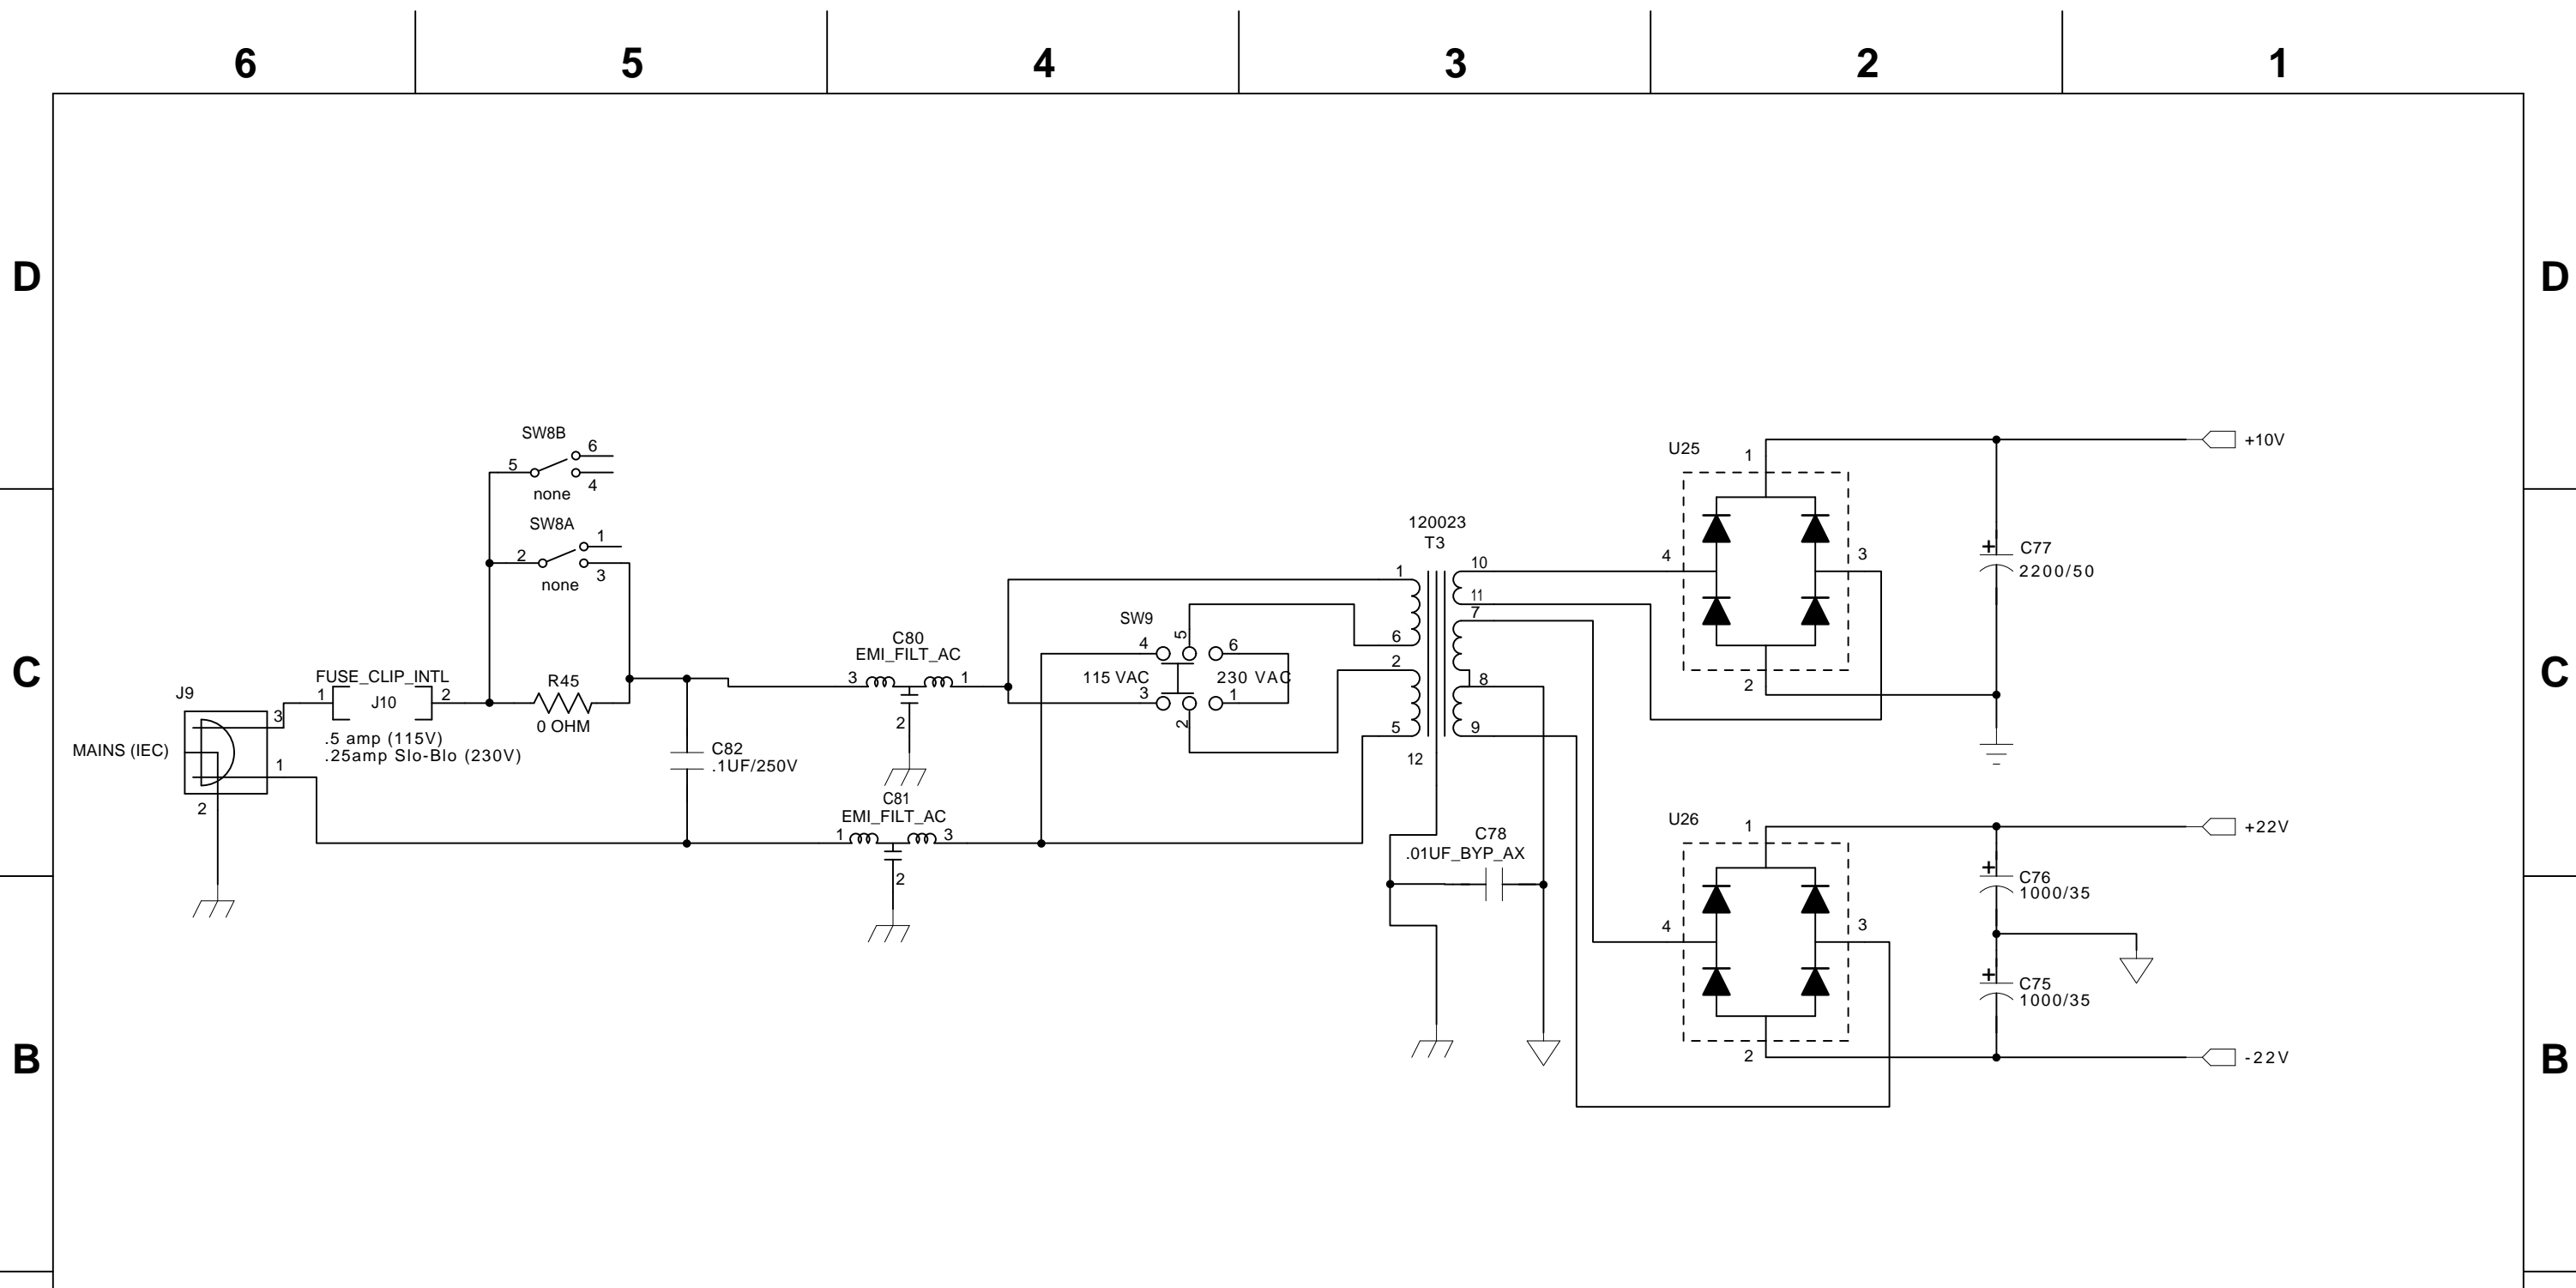 6 5 4 3 2 1
D D
SW8B
6
5
4
none
SW8A
1
2
3
none
U25
1
+10V
4
3
2
C77
2200/50
120023
T3
1
6
2
5
12
10
11
7
8
9
SW9
4
5
6
115 VAC
230 VAC
3
2
1
C80
EMI_FILT_AC
3
1
2
C C
FUSE_CLIP_INTL
1
J10
2
.5 amp (115V)
.25amp Slo-Blo (230V)
R45
0 OHM
J9
3
MAINS (IEC)
1
2
C82
.1UF/250V
C81
EMI_FILT_AC
1
3
2
C78
.01UF_BYP_AX
U26
1
+22V
4
3
2
C76
1000/35
C75
1000/35
-22V
B B